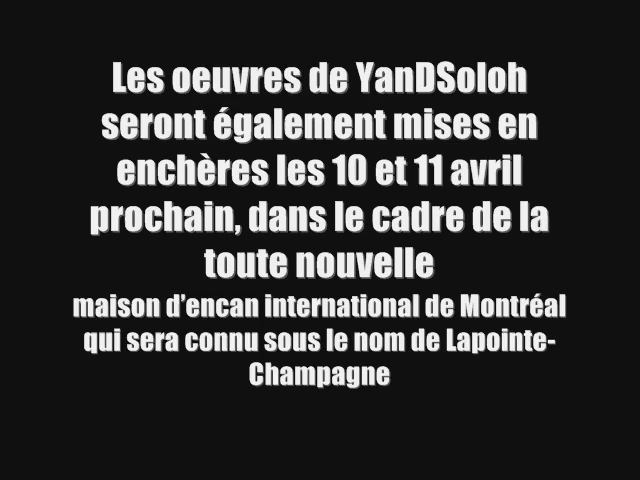 Les oeuvres de YanDSoloh
seront également mises en
enchères les 10 et 11 avril
prochain, dans le cadre de la
toute nouvelle
maison d'encan international de Montréal
qui sera connu sous le nom de Lapointe-
Champagne